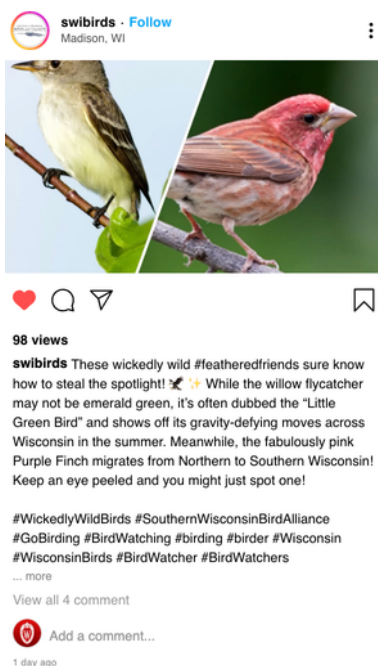 swibirds · Follow
Madison, WI
98 views
swibirds These wickedly wild #featheredfriends sure know
how to steal the spotlight! 🦅 ✨ While the willow flycatcher
may not be emerald green, it's often dubbed the “Little
Green Bird” and shows off its gravity-defying moves across
Wisconsin in the summer. Meanwhile, the fabulously pink
Purple Finch migrates from Northern to Southern Wisconsin!
Keep an eye peeled and you might just spot one!
#WickedlyWildBirds #SouthernWisconsinBirdAlliance
#GoBirding #BirdWatching #birding #birder #Wisconsin
#WisconsinBirds #BirdWatcher #BirdWatchers
... more
View all 4 comment
Add a comment...
1 day ago